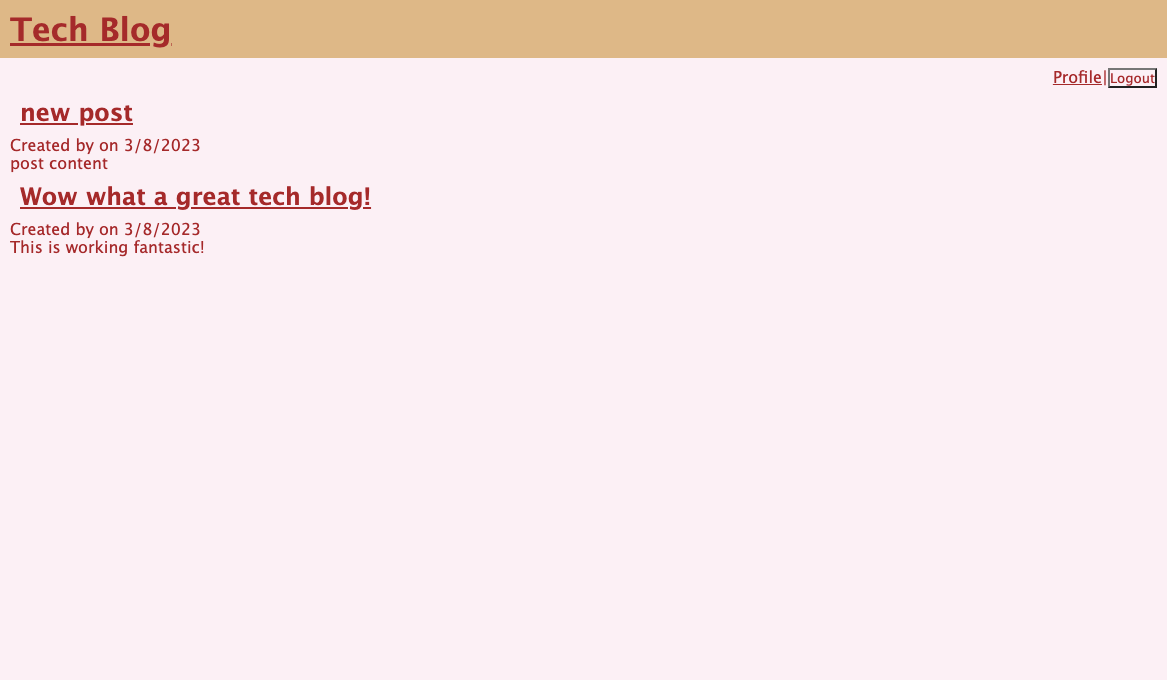 Tech Blog
Profile|Logout
new post
Created by on 3/8/2023
post content
Wow what a great tech blog!
Created by on 3/8/2023
This is working fantastic!